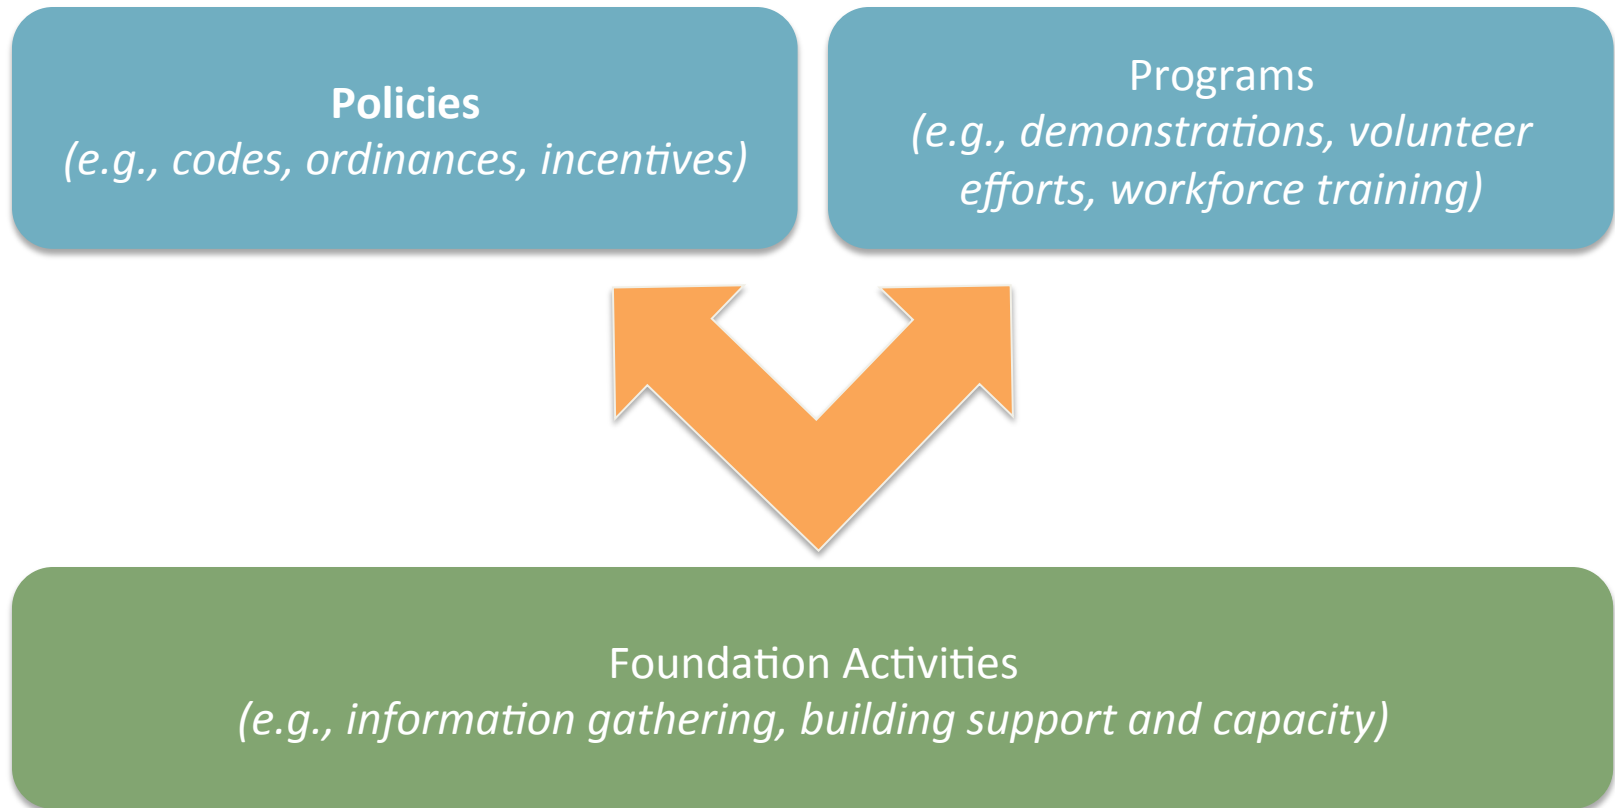 Policies
(e.g., codes, ordinances, incentives)
Programs
(e.g., demonstrations, volunteer
efforts, workforce training)
Foundation Activities
(e.g., information gathering, building support and capacity)